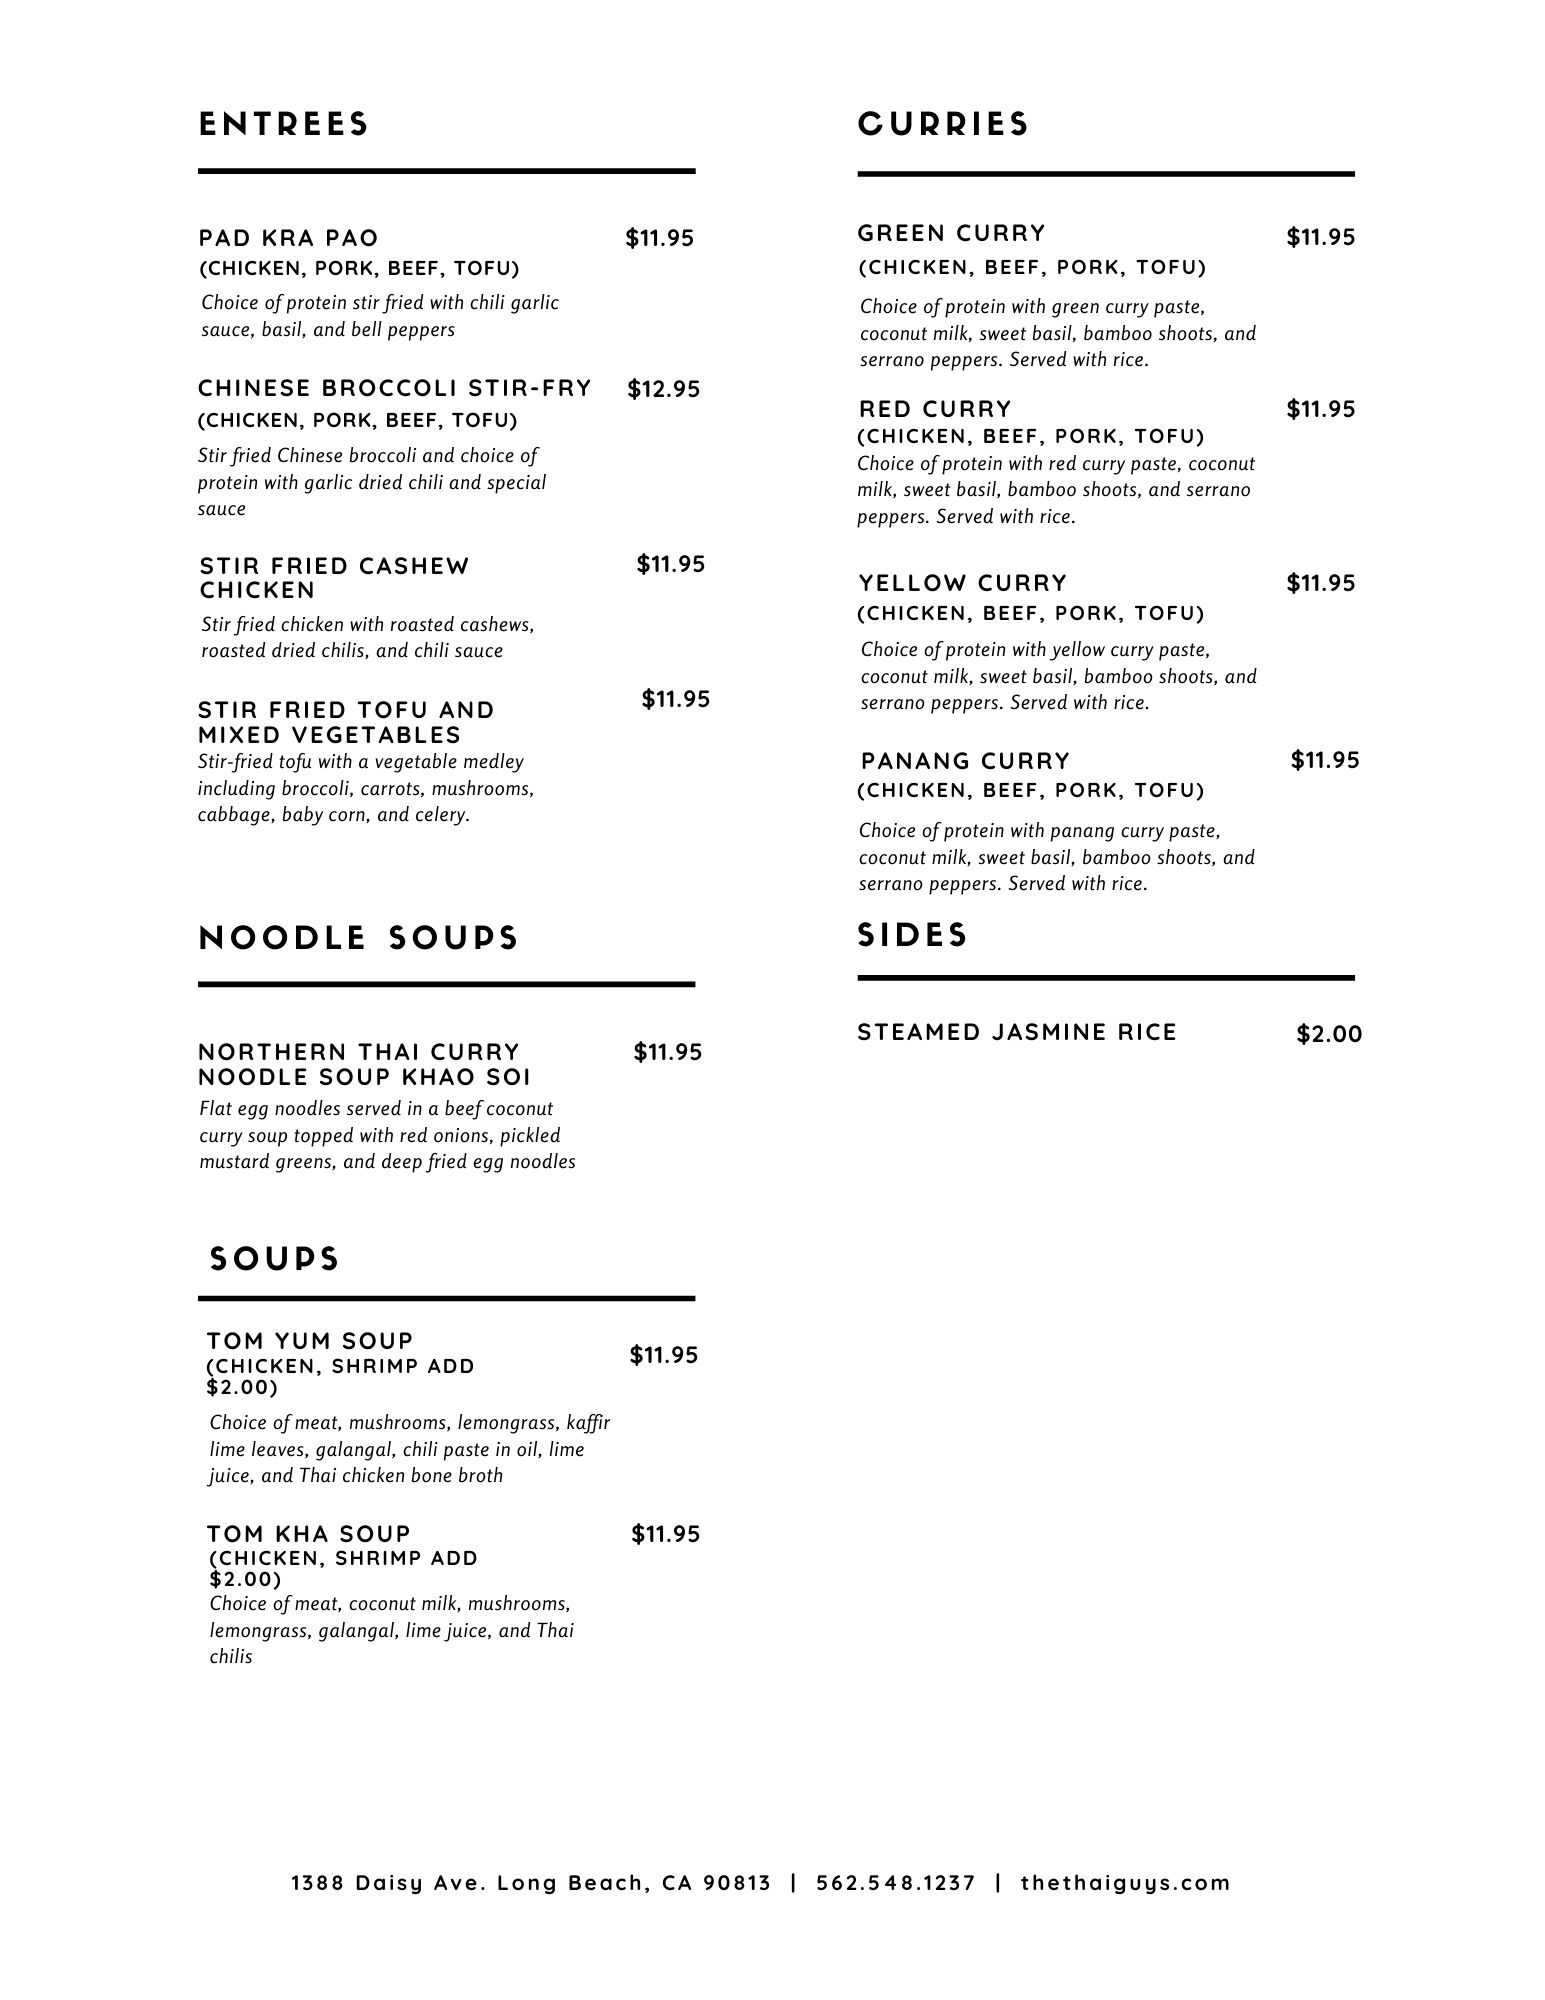 ENTREES
PAD KRA PAO $11.95
(CHICKEN, PORK, BEEF, TOFU)
Choice of protein stir fried with chili garlic
sauce, basil, and bell peppers
CHINESE BROCCOLI STIR-FRY $12.95
(CHICKEN, PORK, BEEF, TOFU)
Stir fried Chinese broccoli and choice of
protein with garlic dried chili and special
sauce
STIR FRIED CASHEW $11.95
CHICKEN
Stir fried chicken with roasted cashews,
roasted dried chilis, and chili sauce
STIR FRIED TOFU AND $11.95
MIXED VEGETABLES
Stir-fried tofu with a vegetable medley
including broccoli, carrots, mushrooms,
cabbage, baby corn, and celery.
NOODLE SOUPS
NORTHERN THAI CURRY $11.95
NOODLE SOUP KHAO SOI
Flat egg noodles served in a beef coconut
curry soup topped with red onions, pickled
mustard greens, and deep fried egg noodles
SOUPS
TOM YUM SOUP $11.95
(CHICKEN, SHRIMP ADD
$2.00)
Choice of meat, mushrooms, lemongrass, kaffir
lime leaves, galangal, chili paste in oil, lime
juice, and Thai chicken bone broth
TOM KHA SOUP $11.95
(CHICKEN, SHRIMP ADD
$2.00)
Choice of meat, coconut milk, mushrooms,
lemongrass, galangal, lime juice, and Thai
chilis
CURRIES
GREEN CURRY $11.95
(CHICKEN, BEEF, PORK, TOFU)
Choice of protein with green curry paste,
coconut milk, sweet basil, bamboo shoots, and
serrano peppers. Served with rice.
RED CURRY $11.95
(CHICKEN, BEEF, PORK, TOFU)
Choice of protein with red curry paste, coconut
milk, sweet basil, bamboo shoots, and serrano
peppers. Served with rice.
YELLOW CURRY $11.95
(CHICKEN, BEEF, PORK, TOFU)
Choice of protein with yellow curry paste,
coconut milk, sweet basil, bamboo shoots, and
serrano peppers. Served with rice.
PANANG CURRY $11.95
(CHICKEN, BEEF, PORK, TOFU)
Choice of protein with panang curry paste,
coconut milk, sweet basil, bamboo shoots, and
serrano peppers. Served with rice.
SIDES
STEAMED JASMINE RICE $2.00
1388 Daisy Ave. Long Beach, CA 90813 | 562.548.1237 | thethaiguys.com